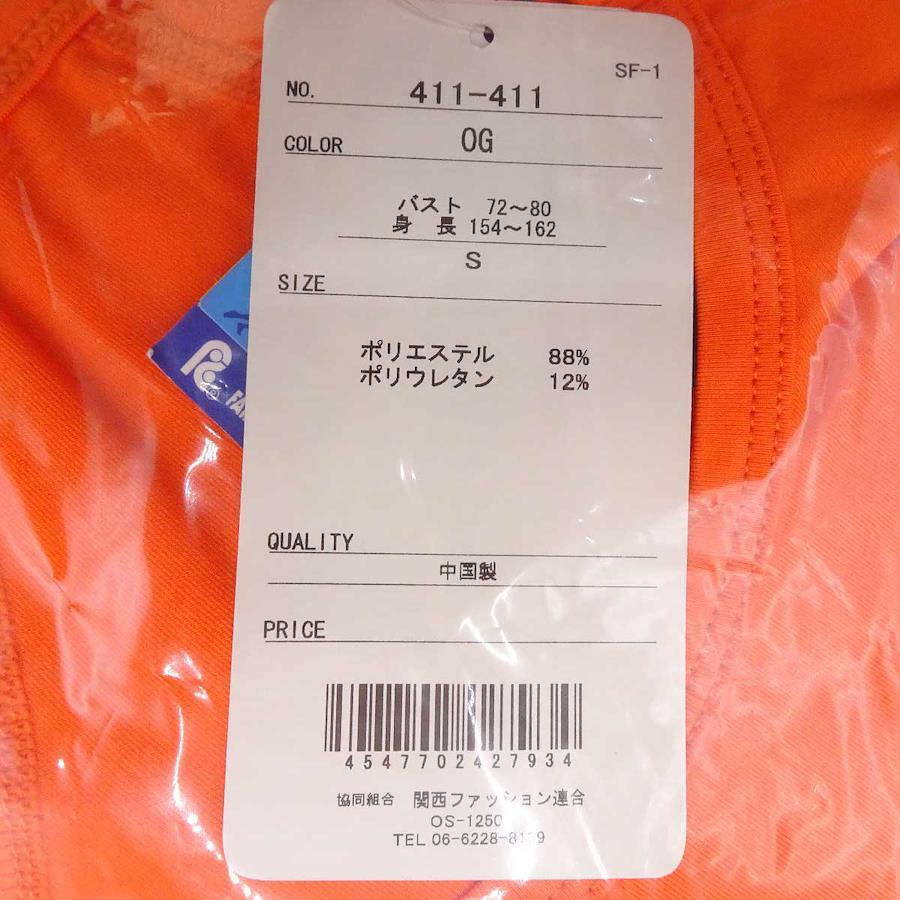 SF-1
NO. 411-411
COLOR OG
バスト 72〜80
身 長 154〜162
S
SIZE
ポリエステル 88%
ポリウレタン 12%
QUALITY
中国製
PRICE
4547702427934
協同組合 関西ファッション連合
OS-1250
TEL